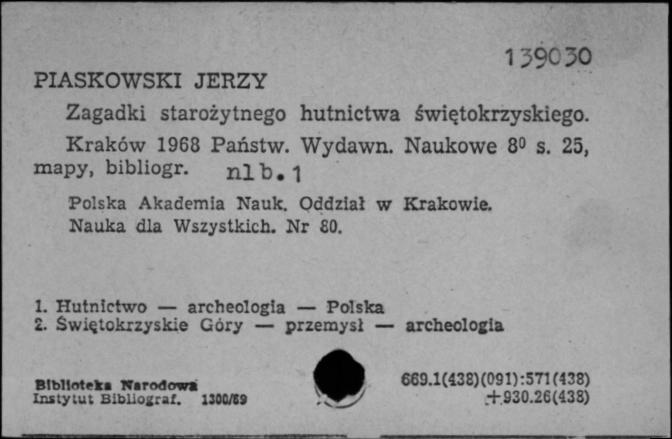 139030
PIASKOWSKI JERZY
Zagadki starożytnego hutnictwa świętokrzyskiego.
Kraków 1968 Państw. Wydawn. Naukowe 8⁰ s. 25,
mapy, bibliogr. nlb. 1
Polska Akademia Nauk. Oddział w Krakowie.
Nauka dla Wszystkich. Nr 80.
1. Hutnictwo — archeologia — Polska
2. Świętokrzyskie Góry — przemysł — archeologia
Biblioteka Narodowa
Instytut Bibliograf. 1300/69
669.1(438)(091):571(438)
+930.26(438)